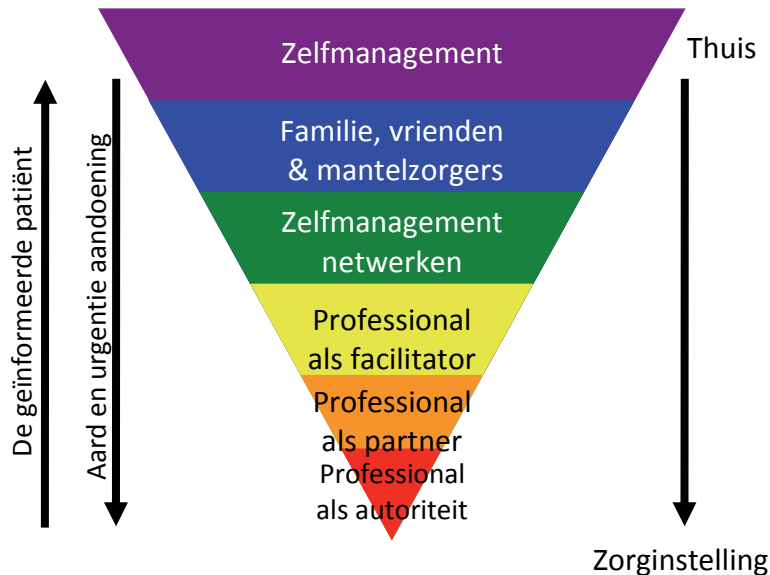 Zelfmanagement
Thuis
Familie, vrienden
& mantelzorgers
Zelfmanagement
netwerken
Professional
als facilitator
Professional
als partner
Professional
als autoriteit
De geïnformeerde patiënt
Aard en urgentie aandoening
Zorginstelling